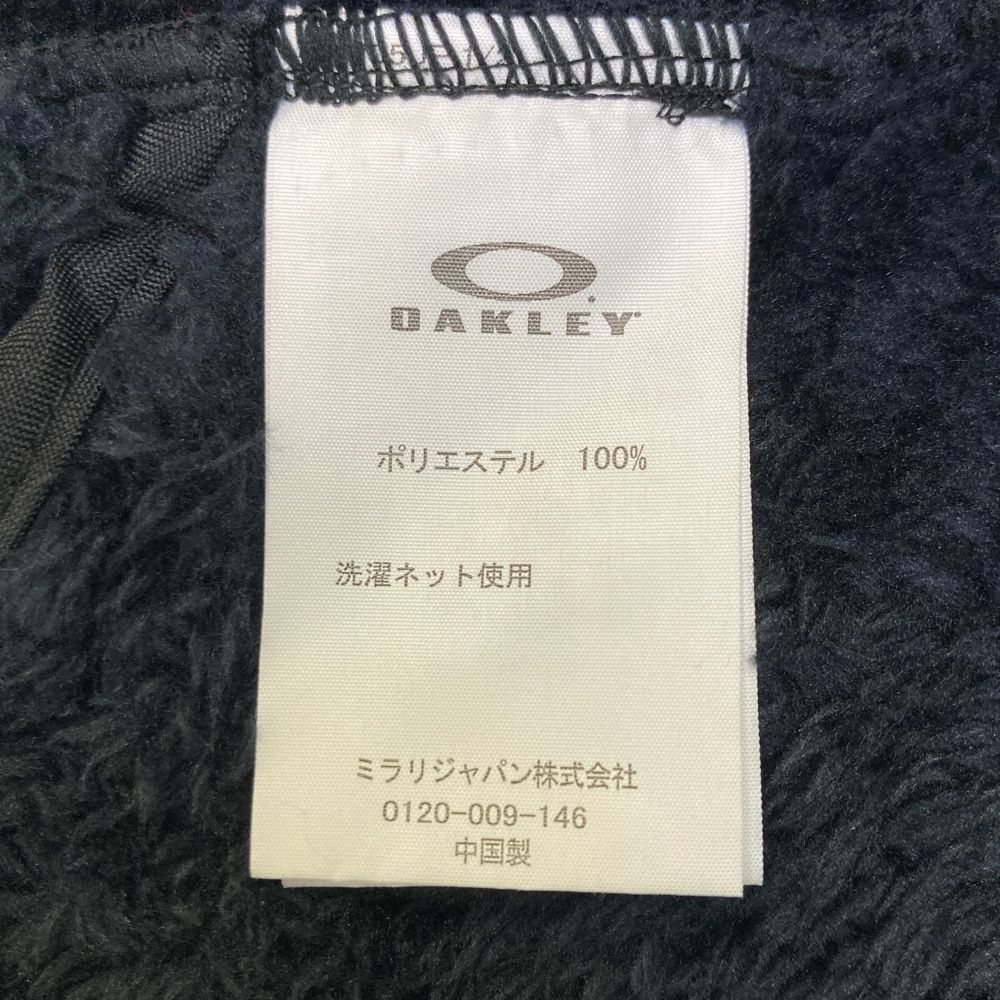 OAKLEY
ポリエステル 100%
洗濯ネット使用
ミラリジャパン株式会社
0120-009-146
中国製